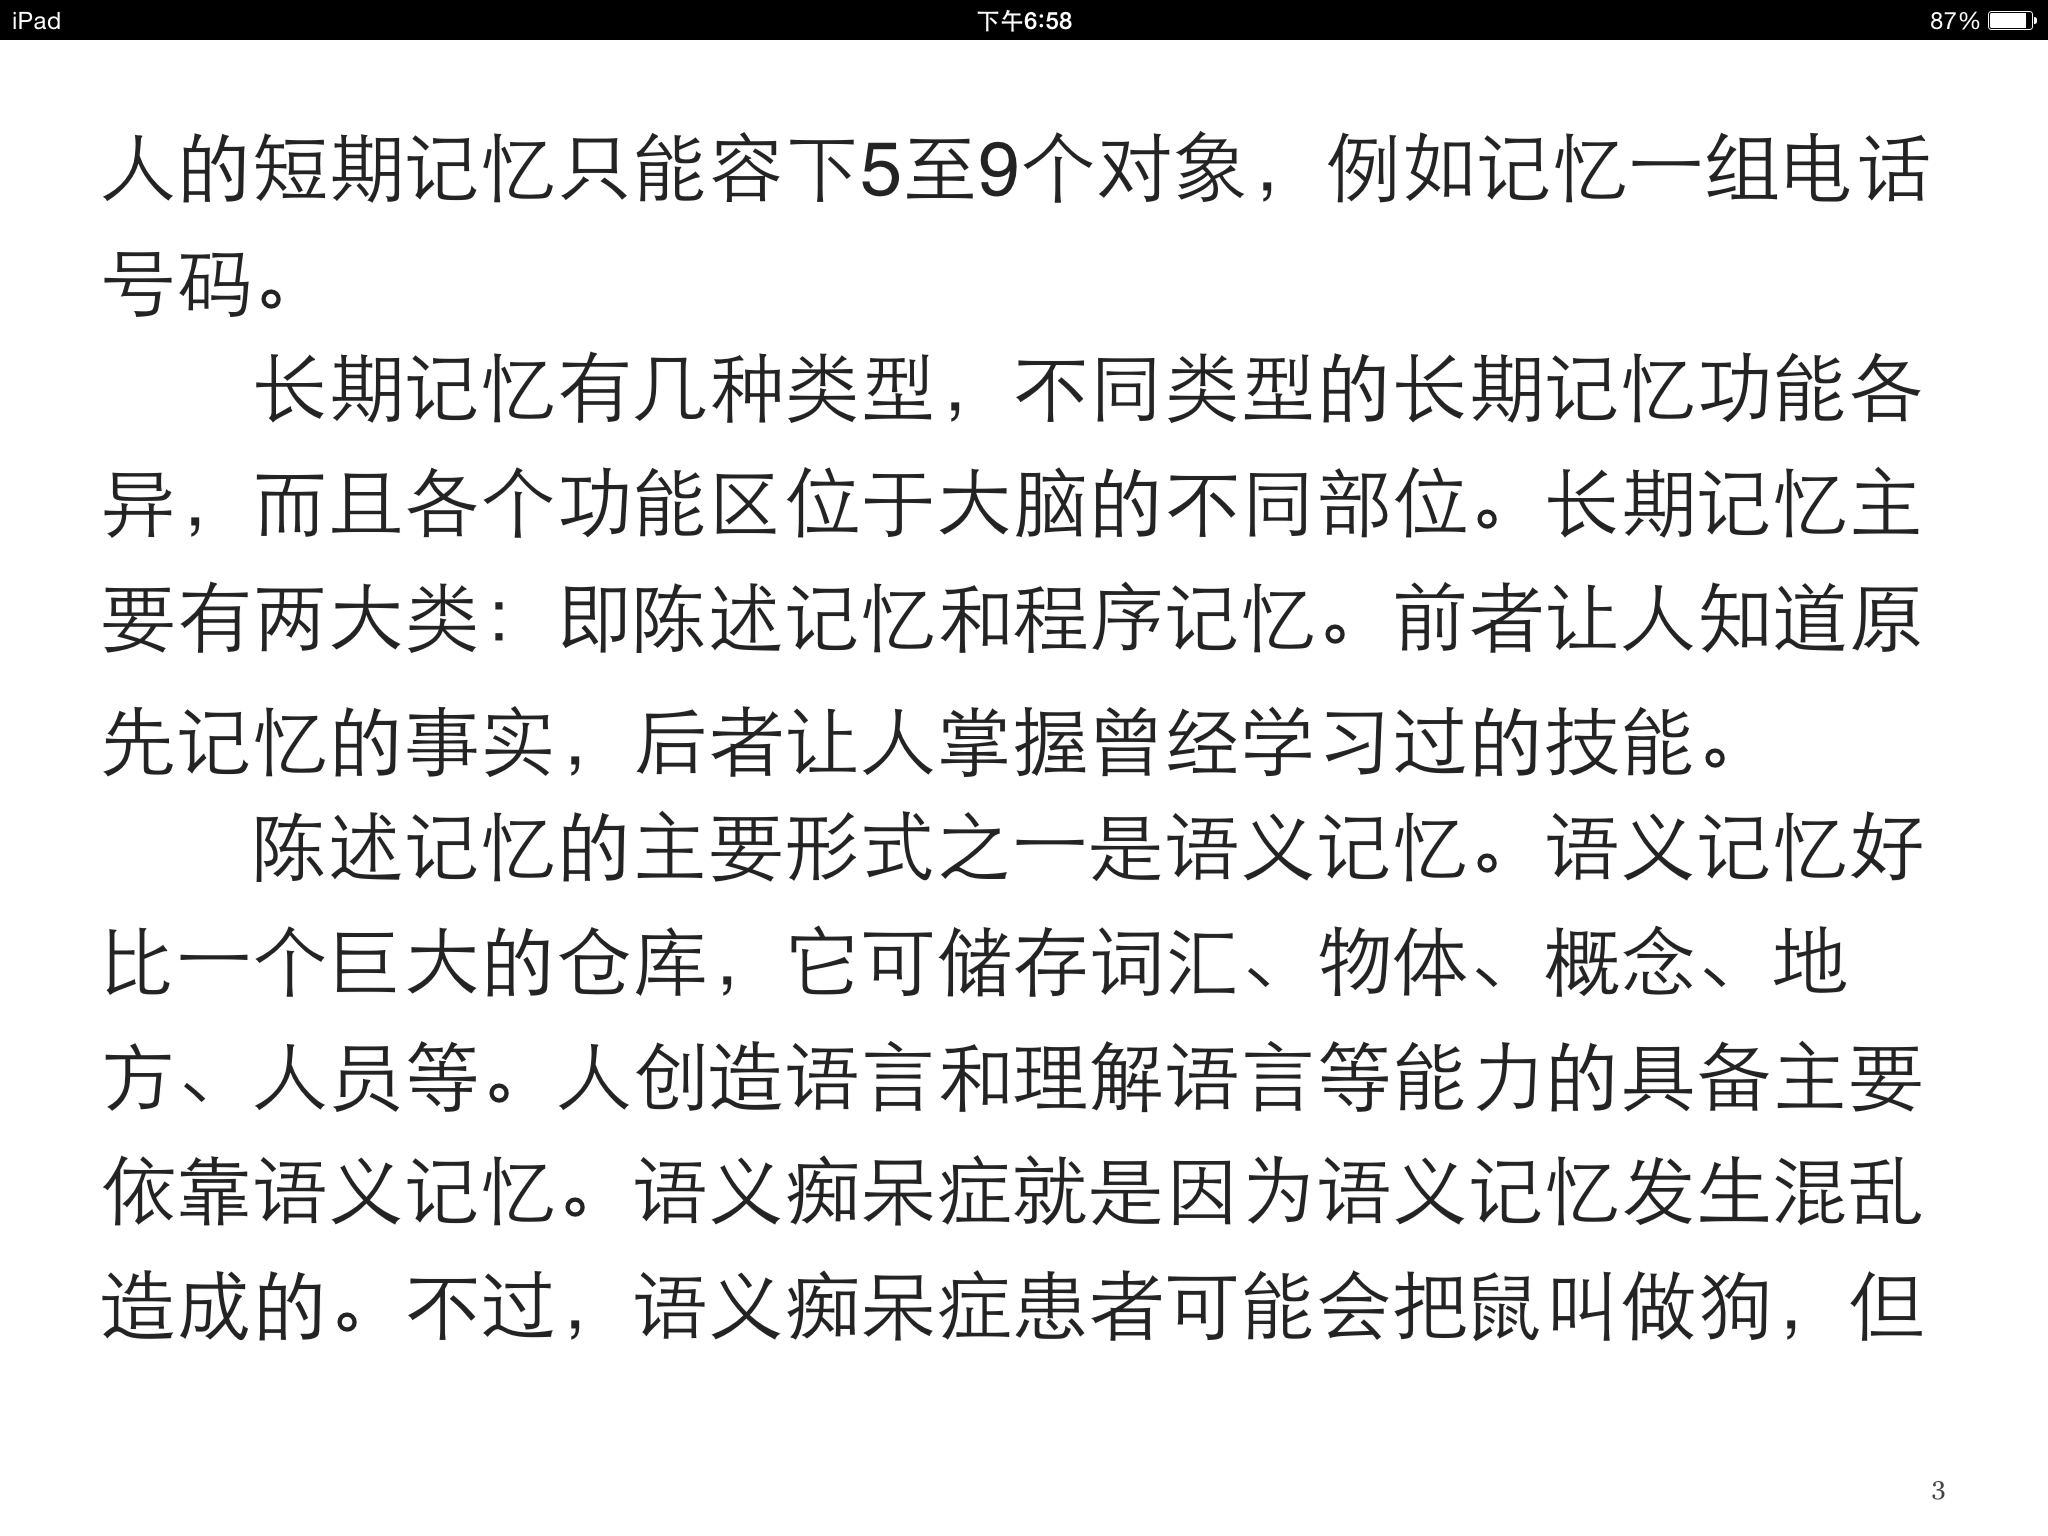 iPad 下午6:58 87%
人的短期记忆只能容下5至9个对象，例如记忆一组电话
号码。
长期记忆有几种类型，不同类型的长期记忆功能各
异，而且各个功能区位于大脑的不同部位。长期记忆主
要有两大类：即陈述记忆和程序记忆。前者让人知道原
先记忆的事实，后者让人掌握曾经学习过的技能。
陈述记忆的主要形式之一是语义记忆。语义记忆好
比一个巨大的仓库，它可储存词汇、物体、概念、地
方、人员等。人创造语言和理解语言等能力的具备主要
依靠语义记忆。语义痴呆症就是因为语义记忆发生混乱
造成的。不过，语义痴呆症患者可能会把鼠叫做狗，但
3